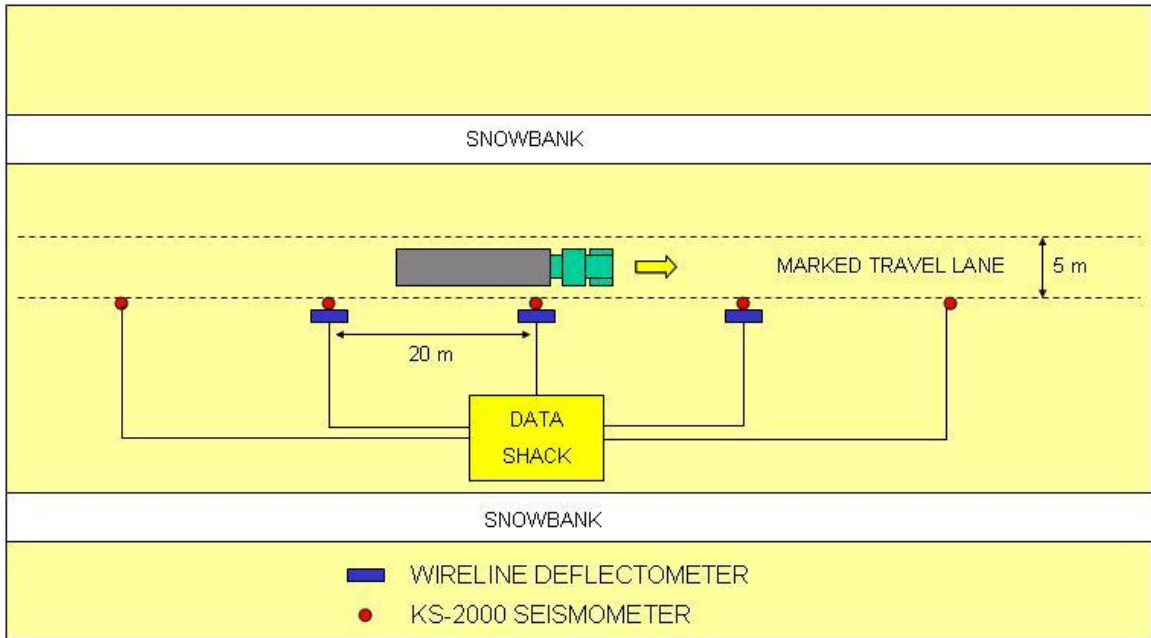 SNOWBANK
MARKED TRAVEL LANE
5 m
20 m
DATA
SHACK
SNOWBANK
WIRELINE DEFLECTOMETER
KS-2000 SEISMOMETER